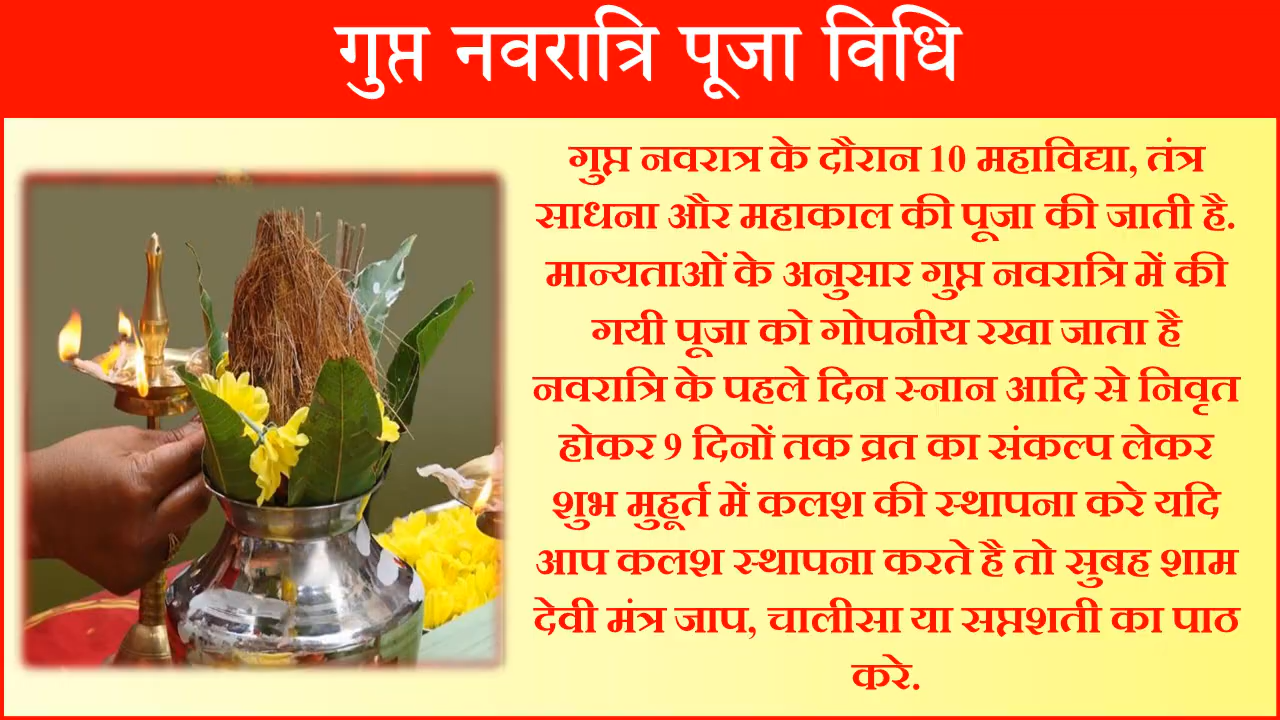 गुप्त नवरात्रि पूजा विधि
गुप्त नवरात्र के दौरान 10 महाविद्या, तंत्र
साधना और महाकाल की पूजा की जाती है.
मान्यताओं के अनुसार गुप्त नवरात्रि में की
गयी पूजा को गोपनीय रखा जाता है
नवरात्रि के पहले दिन स्नान आदि से निवृत
होकर 9 दिनों तक व्रत का संकल्प लेकर
शुभ मुहूर्त में कलश की स्थापना करे यदि
आप कलश स्थापना करते है तो सुबह शाम
देवी मंत्र जाप, चालीसा या सप्तशती का पाठ
करे.